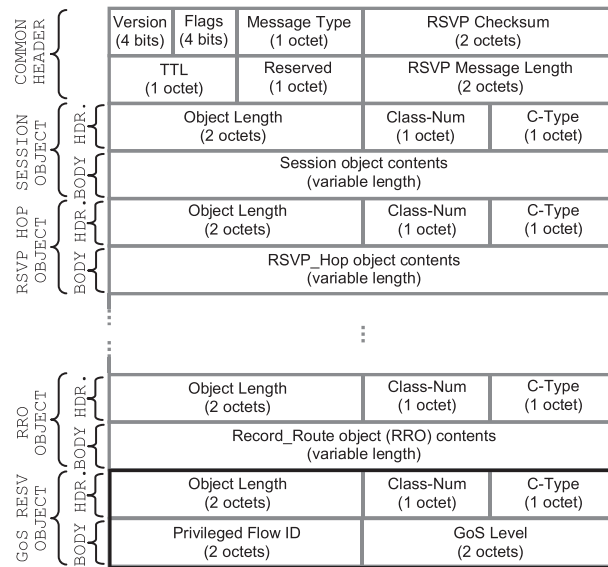 COMMON
HEADER
Version
(4 bits)
Flags
(4 bits)
Message Type
(1 octet)
RSVP Checksum
(2 octets)
TTL
(1 octet)
Reserved
(1 octet)
RSVP Message Length
(2 octets)
SESSION
OBJECT
HDR.
Object Length
(2 octets)
Class-Num
(1 octet)
C-Type
(1 octet)
BODY
Session object contents
(variable length)
RSVP HOP
OBJECT
HDR.
Object Length
(2 octets)
Class-Num
(1 octet)
C-Type
(1 octet)
BODY
RSVP_Hop object contents
(variable length)
RRO
OBJECT
HDR.
Object Length
(2 octets)
Class-Num
(1 octet)
C-Type
(1 octet)
BODY
Record_Route object (RRO) contents
(variable length)
GoS RESV
OBJECT
HDR.
Object Length
(2 octets)
Class-Num
(1 octet)
C-Type
(1 octet)
BODY
Privileged Flow ID
(2 octets)
GoS Level
(2 octets)